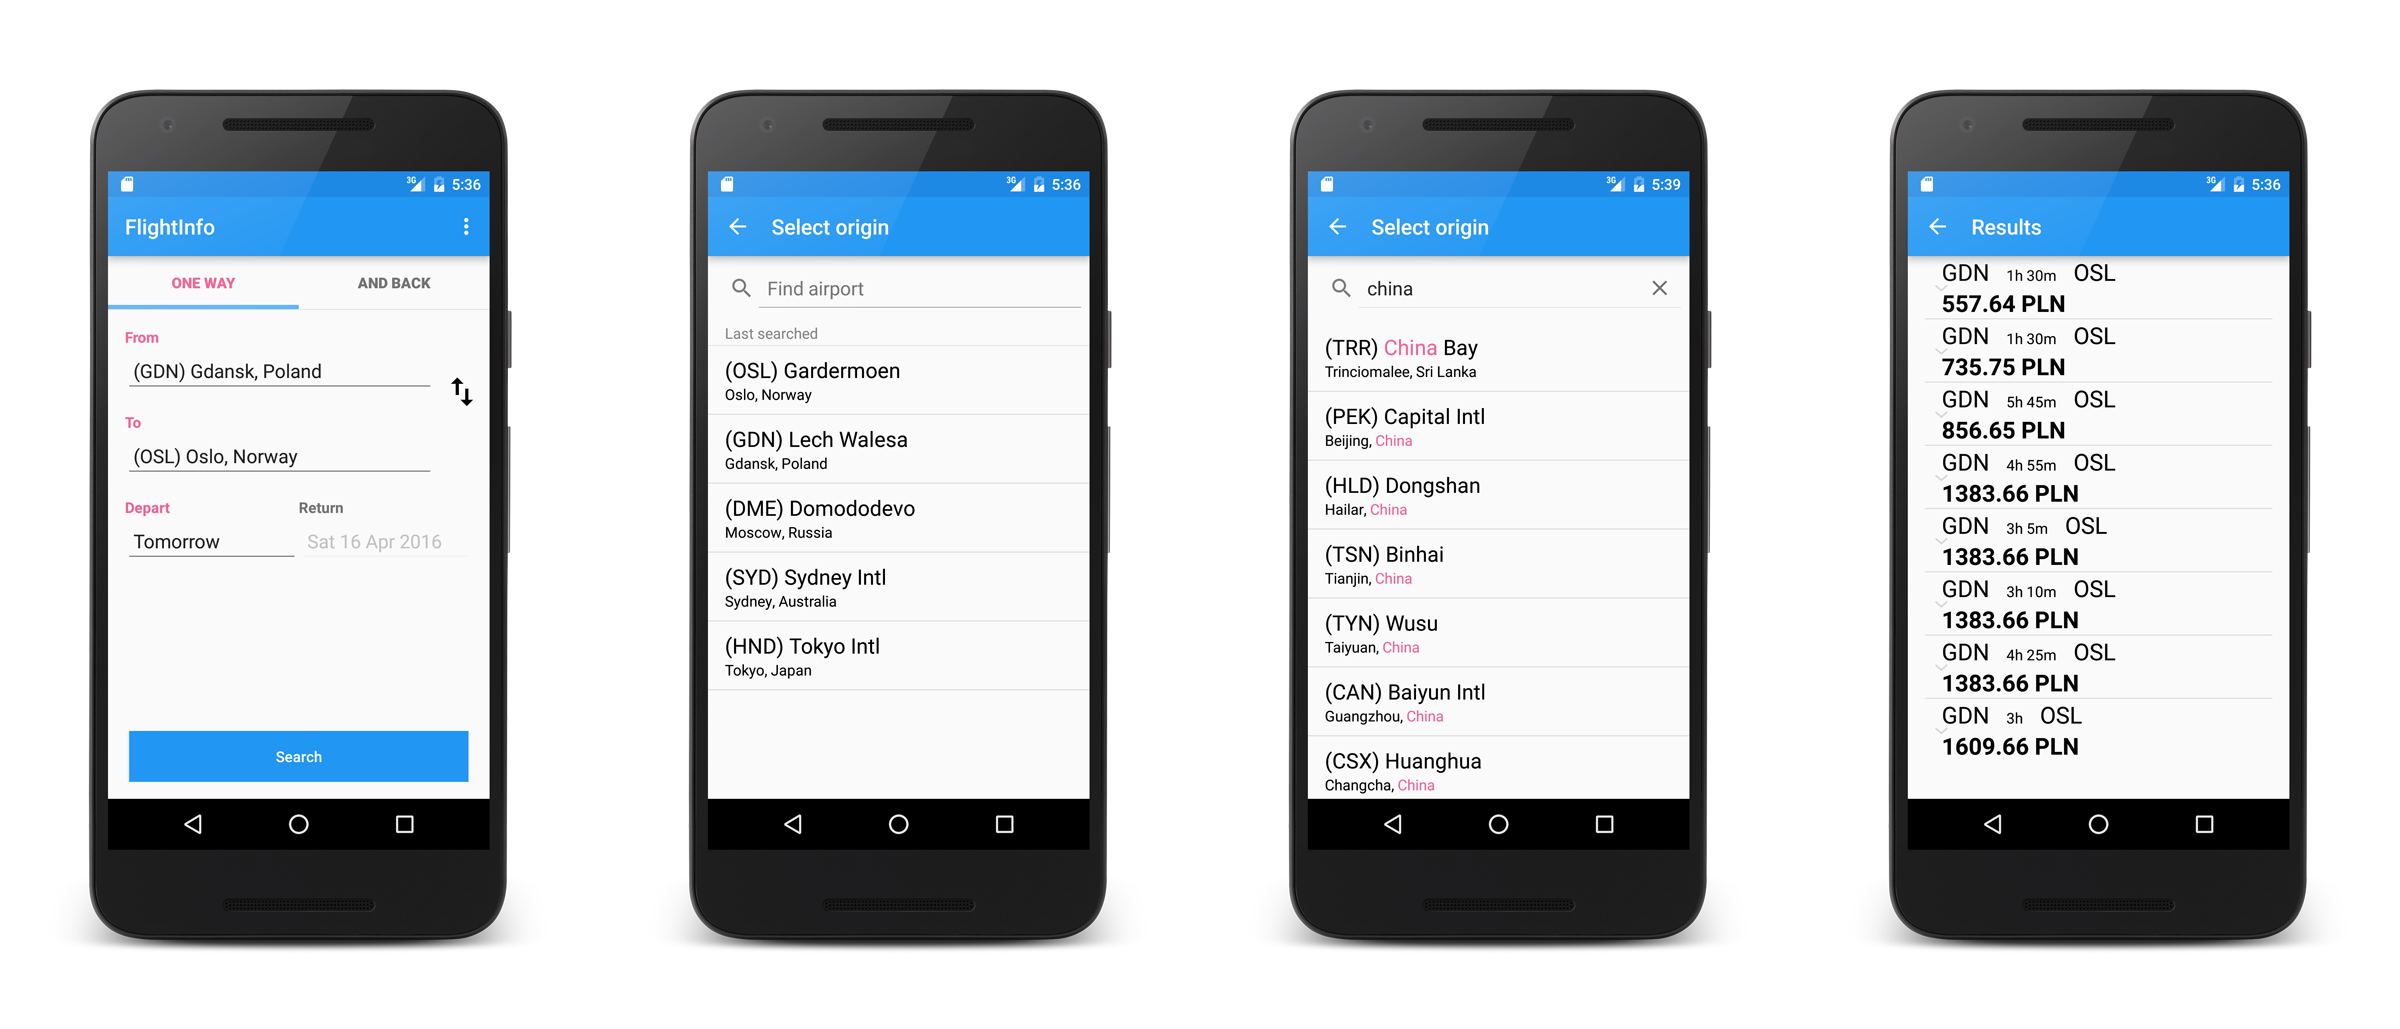 3G 5:36
FlightInfo
ONE WAY AND BACK
From
(GDN) Gdansk, Poland
To
(OSL) Oslo, Norway
Depart Return
Tomorrow Sat 16 Apr 2016
Search
3G 5:36
Select origin
Find airport
Last searched
(OSL) Gardermoen
Oslo, Norway
(GDN) Lech Walesa
Gdansk, Poland
(DME) Domododevo
Moscow, Russia
(SYD) Sydney Intl
Sydney, Australia
(HND) Tokyo Intl
Tokyo, Japan
3G 5:39
Select origin
china
(TRR) China Bay
Trinciomalee, Sri Lanka
(PEK) Capital Intl
Beijing, China
(HLD) Dongshan
Hailar, China
(TSN) Binhai
Tianjin, China
(TYN) Wusu
Taiyuan, China
(CAN) Baiyun Intl
Guangzhou, China
(CSX) Huanghua
Changcha, China
3G 5:36
Results
GDN 1h 30m OSL
557.64 PLN
GDN 1h 30m OSL
735.75 PLN
GDN 5h 45m OSL
856.65 PLN
GDN 4h 55m OSL
1383.66 PLN
GDN 3h 5m OSL
1383.66 PLN
GDN 3h 10m OSL
1383.66 PLN
GDN 4h 25m OSL
1383.66 PLN
GDN 3h OSL
1609.66 PLN